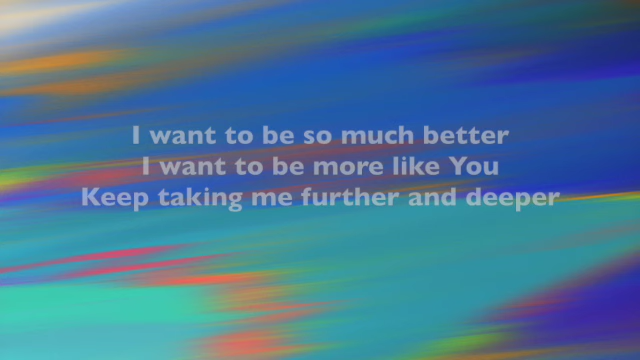 I want to be so much better
I want to be more like You
Keep taking me further and deeper